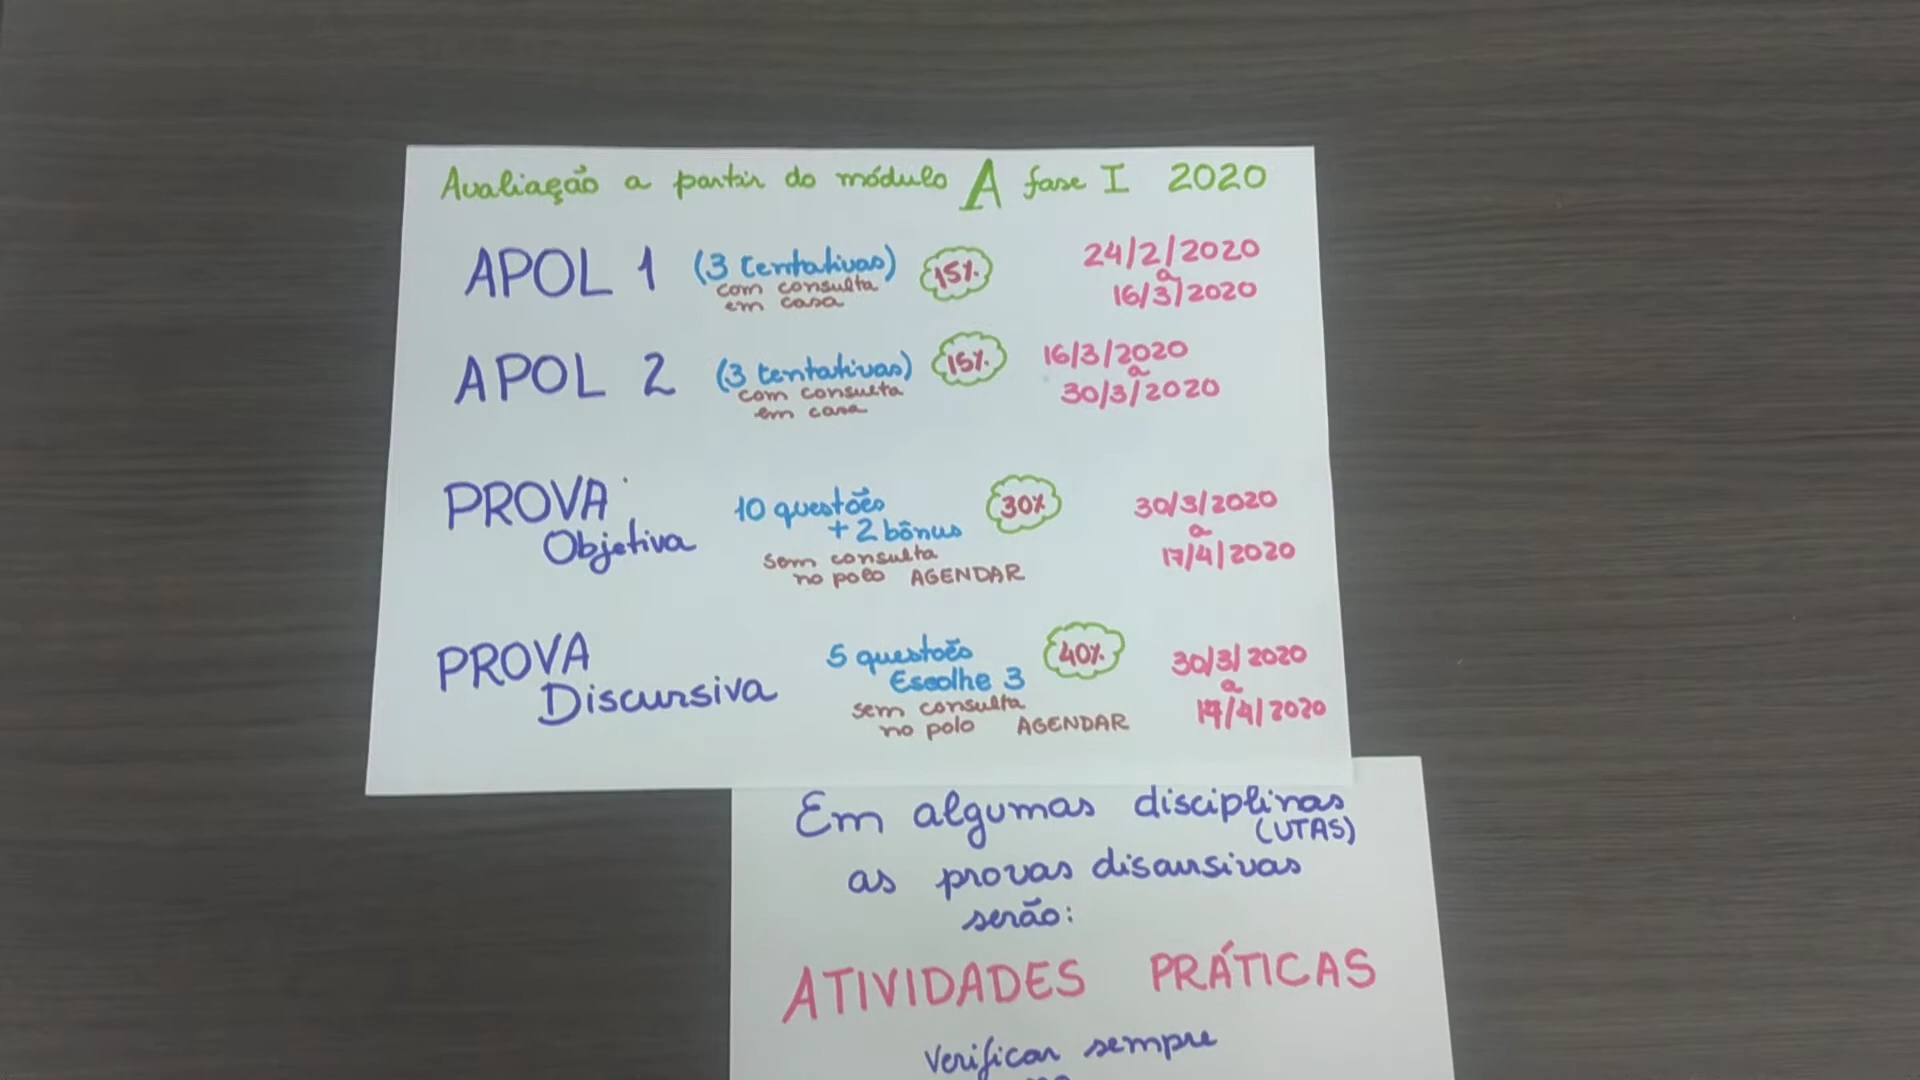 Avaliação a partir do módulo A fase I 2020
APOL 1 (3 tentativas) 15% 24/2/2020
com consulta a
em casa 16/3/2020
APOL 2 (3 tentativas) 15% 16/3/2020
com consulta a
em casa 30/3/2020
PROVA 10 questões 30% 30/3/2020
Objetiva + 2 bônus a
sem consulta 17/4/2020
no polo AGENDAR
PROVA 5 questões 40% 30/3/2020
Discursiva Escolhe 3 a
sem consulta 17/4/2020
no polo AGENDAR
Em algumas disciplinas
(UTAS)
as provas discursivas
serão:
ATIVIDADES PRÁTICAS
Verificar sempre